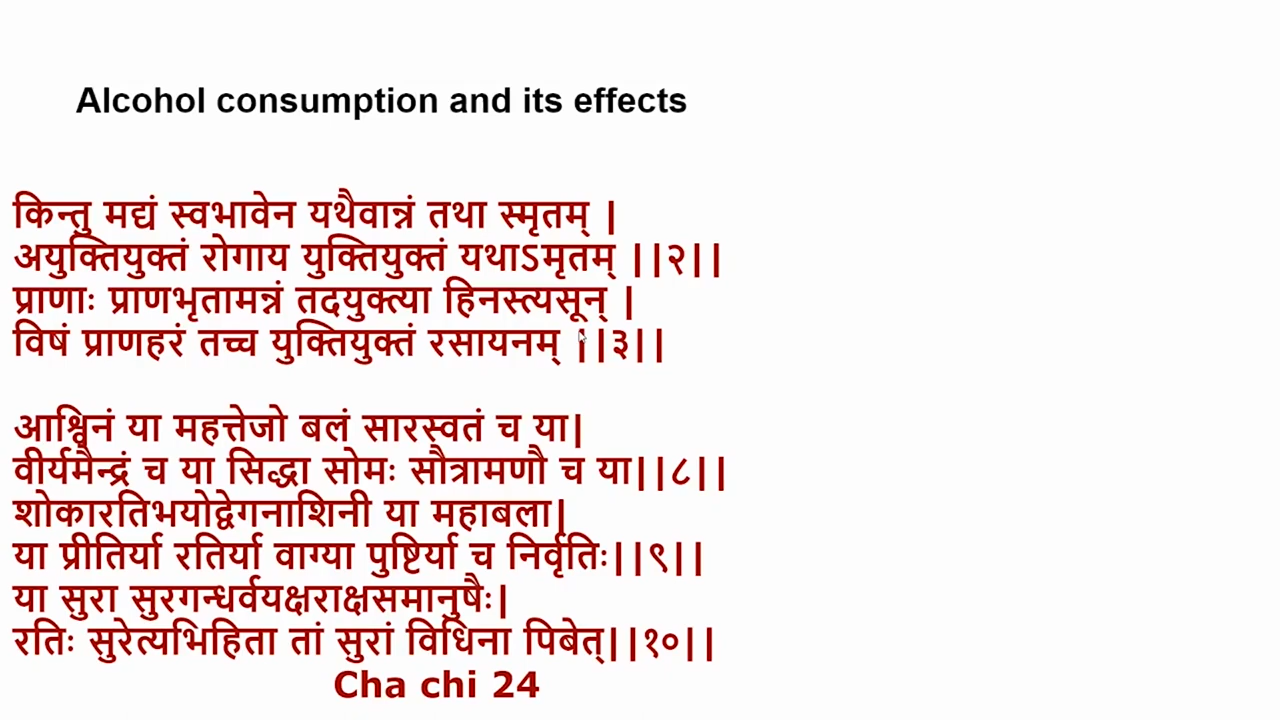 Alcohol consumption and its effects
किन्तु मद्यं स्वभावेन यथैवान्नं तथा स्मृतम् |
अयुक्तियुक्तं रोगाय युक्तियुक्तं यथाऽमृतम् ||२||
प्राणाः प्राणभृतामन्नं तदयुक्त्या हिनस्त्यसून् |
विषं प्राणहरं तच्च युक्तियुक्तं रसायनम् ||३||
आश्विनं या महत्तेजो बलं सारस्वतं च या|
वीर्यमैन्द्रं च या सिद्धा सोमः सौत्रामणौ च या||८||
शोकारतिभयोद्वेगनाशिनी या महाबला|
या प्रीतिर्या रतिर्या वाग्या पुष्टिर्या च निर्वृतिः||९||
या सुरा सुरगन्धर्वयक्षराक्षसमानुषैः|
रतिः सुरेत्यभिहिता तां सुरां विधिना पिबेत्||१०||
Cha chi 24